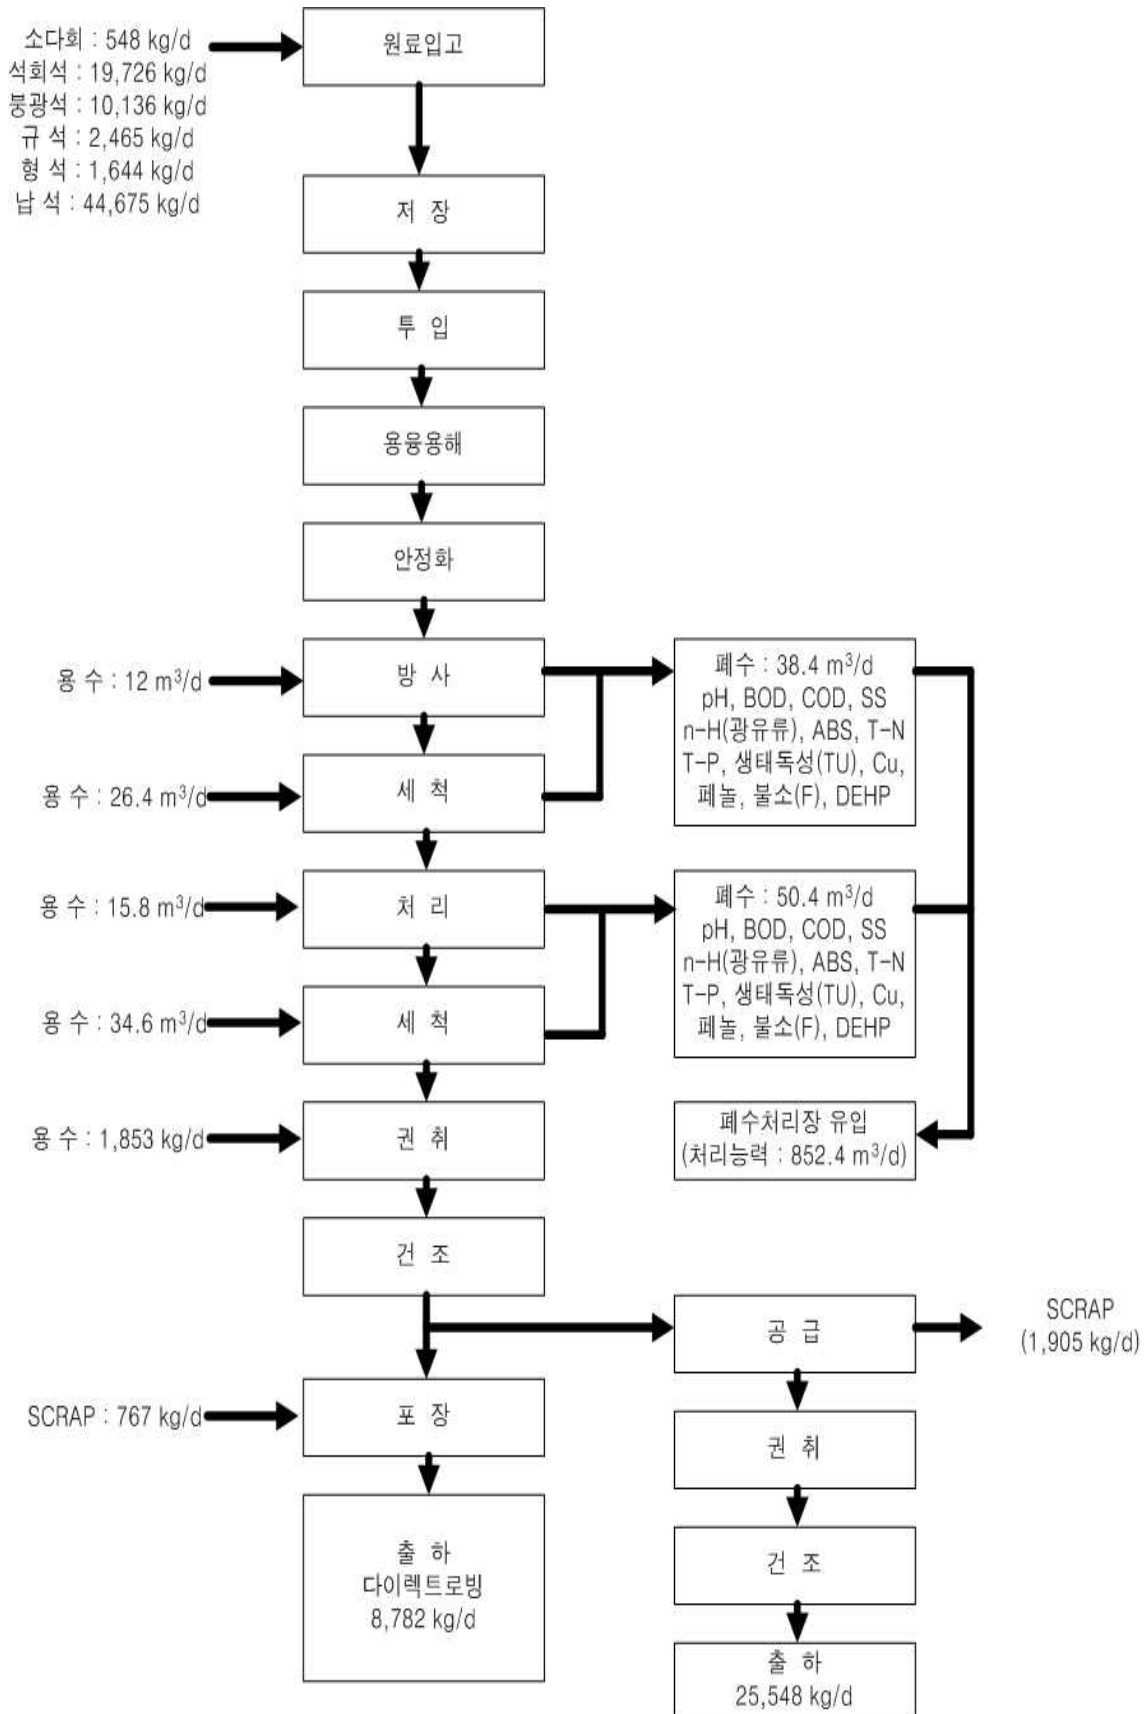 소다회 : 548 kg/d
석회석 : 19,726 kg/d
붕광석 : 10,136 kg/d
규 석 : 2,465 kg/d
형 석 : 1,644 kg/d
납 석 : 44,675 kg/d
원료입고
저 장
투 입
용융용해
안정화
용 수 : 12 m³/d
방 사
폐수 : 38.4 m³/d
pH, BOD, COD, SS
n-H(광유류), ABS, T-N
T-P, 생태독성(TU), Cu,
페놀, 불소(F), DEHP
용 수 : 26.4 m³/d
세 척
용 수 : 15.8 m³/d
처 리
폐수 : 50.4 m³/d
pH, BOD, COD, SS
n-H(광유류), ABS, T-N
T-P, 생태독성(TU), Cu,
페놀, 불소(F), DEHP
용 수 : 34.6 m³/d
세 척
용 수 : 1,853 kg/d
권 취
폐수처리장 유입
(처리능력 : 852.4 m³/d)
건 조
공 급
SCRAP
(1,905 kg/d)
SCRAP : 767 kg/d
포 장
권 취
출 하
다이렉트로빙
8,782 kg/d
건 조
출 하
25,548 kg/d